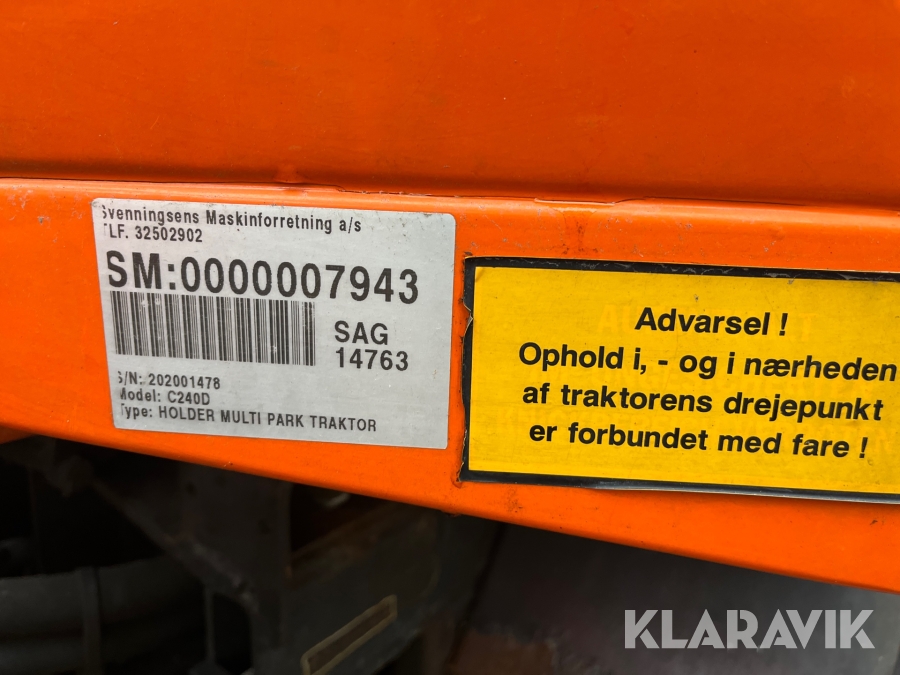 Svenningsens Maskinforretning a/s
TLF. 32502902
SM:0000007943
SAG
14763
S/N: 202001478
Model: C240D
Type: HOLDER MULTI PARK TRAKTOR
Advarsel !
Ophold i, - og i nærheden
af traktorens drejepunkt
er forbundet med fare !
KLARAVIK